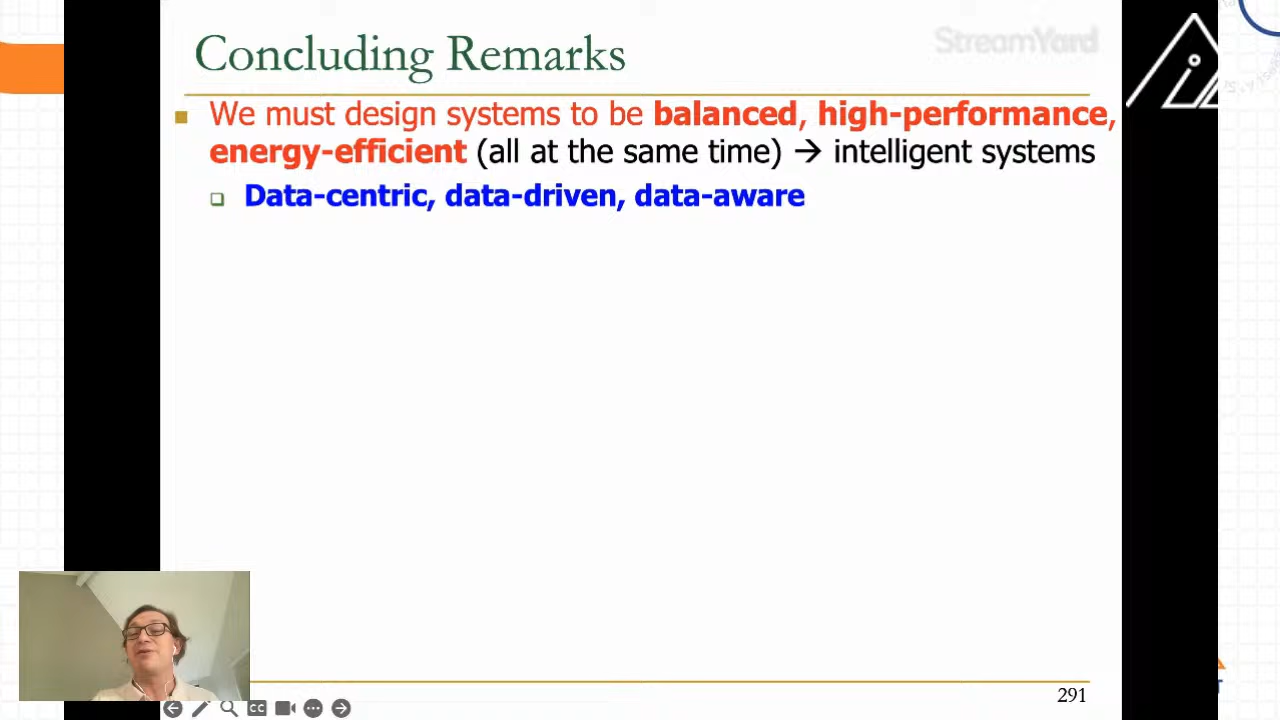 Concluding Remarks
StreamYard
We must design systems to be balanced, high-performance,
energy-efficient (all at the same time) → intelligent systems
Data-centric, data-driven, data-aware
291
CC